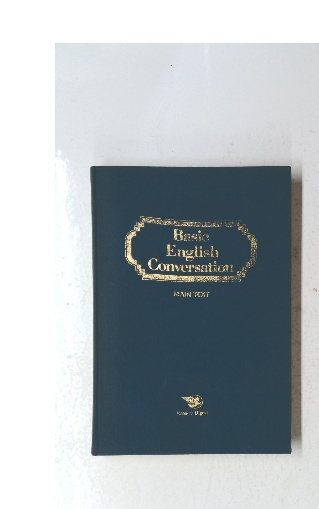 Basic
English
Conversation
MAIN TEXT